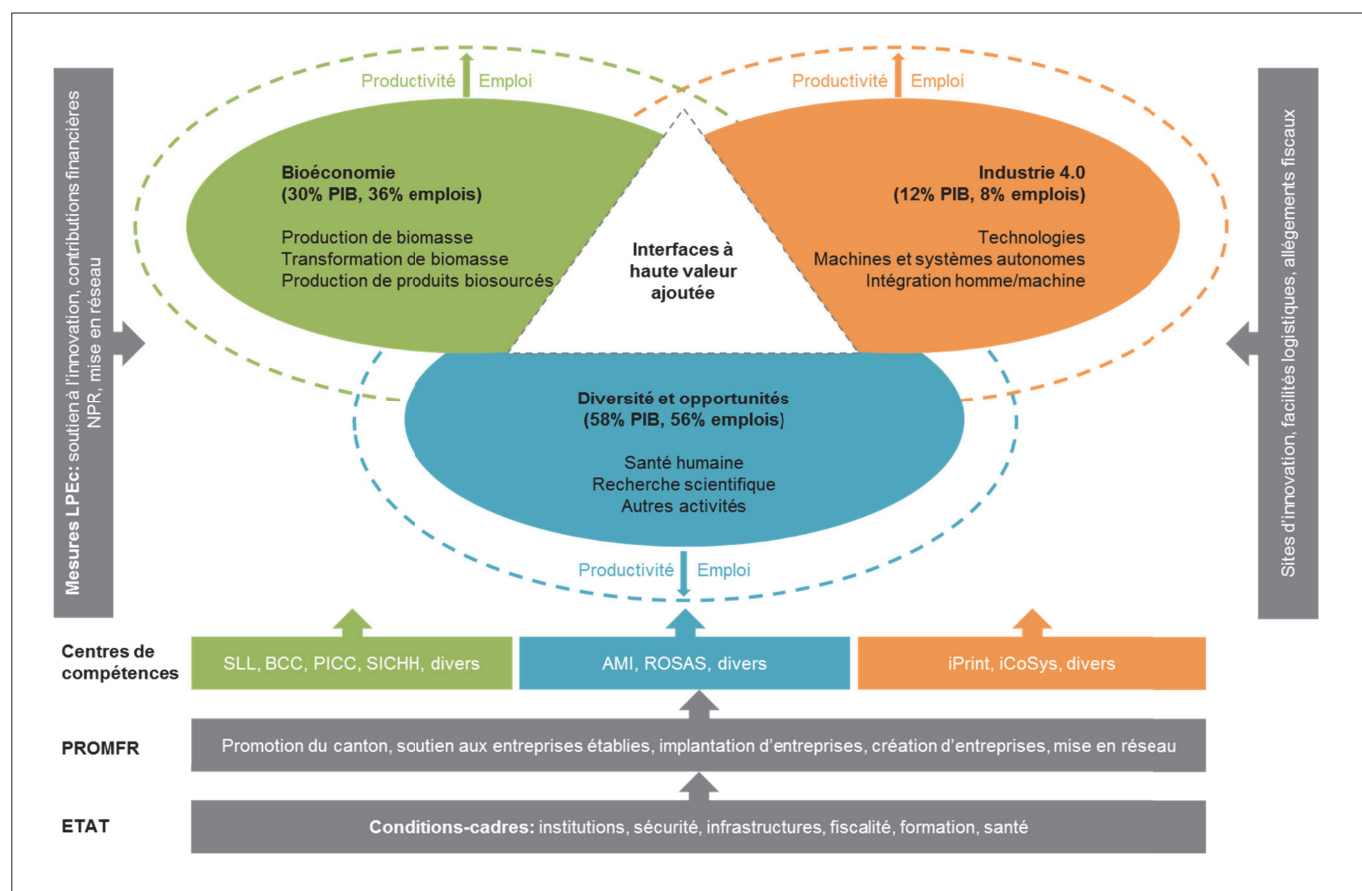 Mesures LPEc: soutien à l'innovation, contributions financières
NPR, mise en réseau
Productivité Emploi
Bioéconomie
(30% PIB, 36% emplois)
Production de biomasse
Transformation de biomasse
Production de produits biosourcés
Interfaces à
haute valeur
ajoutée
Productivité Emploi
Industrie 4.0
(12% PIB, 8% emplois)
Technologies
Machines et systèmes autonomes
Intégration homme/machine
Sites d'innovation, facilités logistiques, allégements fiscaux
Diversité et opportunités
(58% PIB, 56% emplois)
Santé humaine
Recherche scientifique
Autres activités
Productivité Emploi
Centres de
compétences
SLL, BCC, PICC, SICHH, divers
AMI, ROSAS, divers
iPrint, iCoSys, divers
PROMFR
Promotion du canton, soutien aux entreprises établies, implantation d'entreprises, création d'entreprises, mise en réseau
ETAT
Conditions-cadres: institutions, sécurité, infrastructures, fiscalité, formation, santé